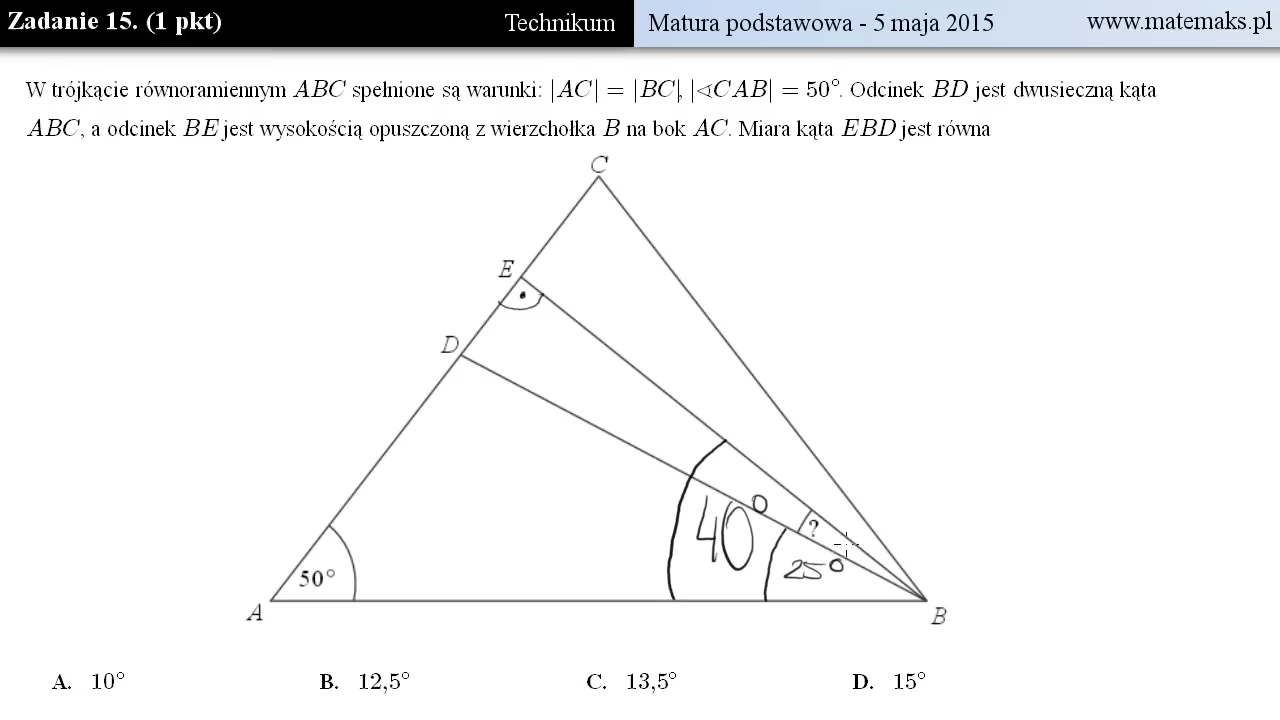 Zadanie 15. (1 pkt)
Technikum
Matura podstawowa - 5 maja 2015
www.matemaks.pl
W trójkącie równoramiennym ABC spełnione są warunki: |AC| = |BC|, |∢CAB| = 50°. Odcinek BD jest dwusieczną kąta
ABC, a odcinek BE jest wysokością opuszczoną z wierzchołka B na bok AC. Miara kąta EBD jest równa
C
E
D
40°
?
25°
50°
A
B
A. 10°
B. 12,5°
C. 13,5°
D. 15°